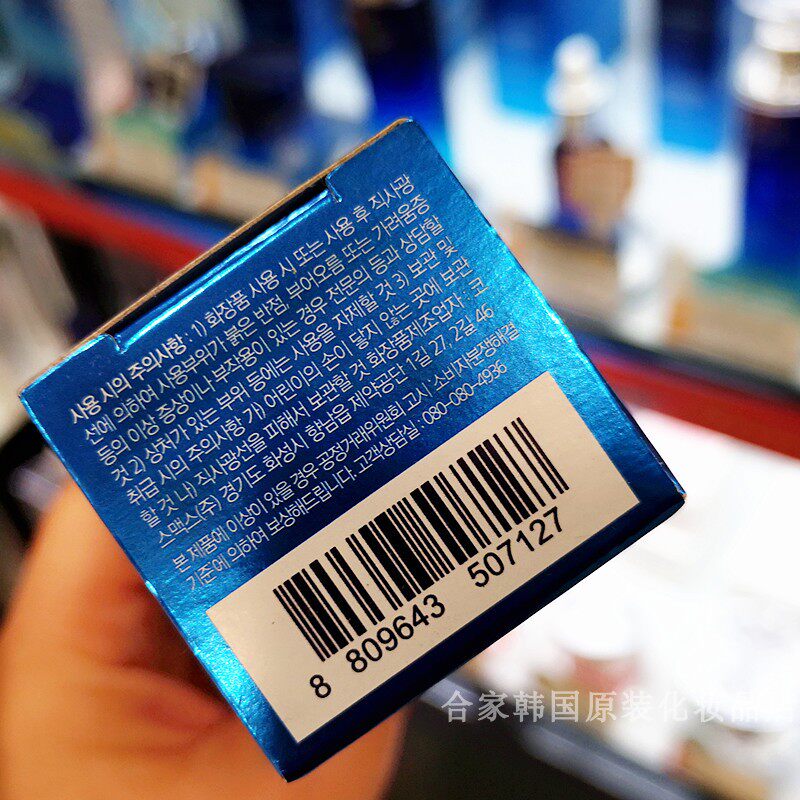 사용 시의 주의사항 1) 화장품 사용 시 또는 사용 후 직사광
선에 의하여 사용부위가 붉은 반점, 부어오름 또는 가려움증
등의 이상 증상이나 부작용이 있는 경우 전문의 등과 상담할
것 2) 상처가 있는 부위 등에는 사용을 자제할 것 3) 보관 및
취급 시의 주의사항 가) 어린이의 손이 닿지 않는 곳에 보관
할 것 나) 직사광선을 피해서 보관할 것 화장품제조업자 : 코
스맥스(주) 경기도 화성시 향남읍 제약공단 1길 27, 2길 46
본 제품에 이상이 있을 경우 공정거래위원회 고시 :소비자분쟁해결
기준에 의하여 보상해드립니다. 고객상담실 : 080-080-4936
8 809643 507127
合家韩国原装化妆品